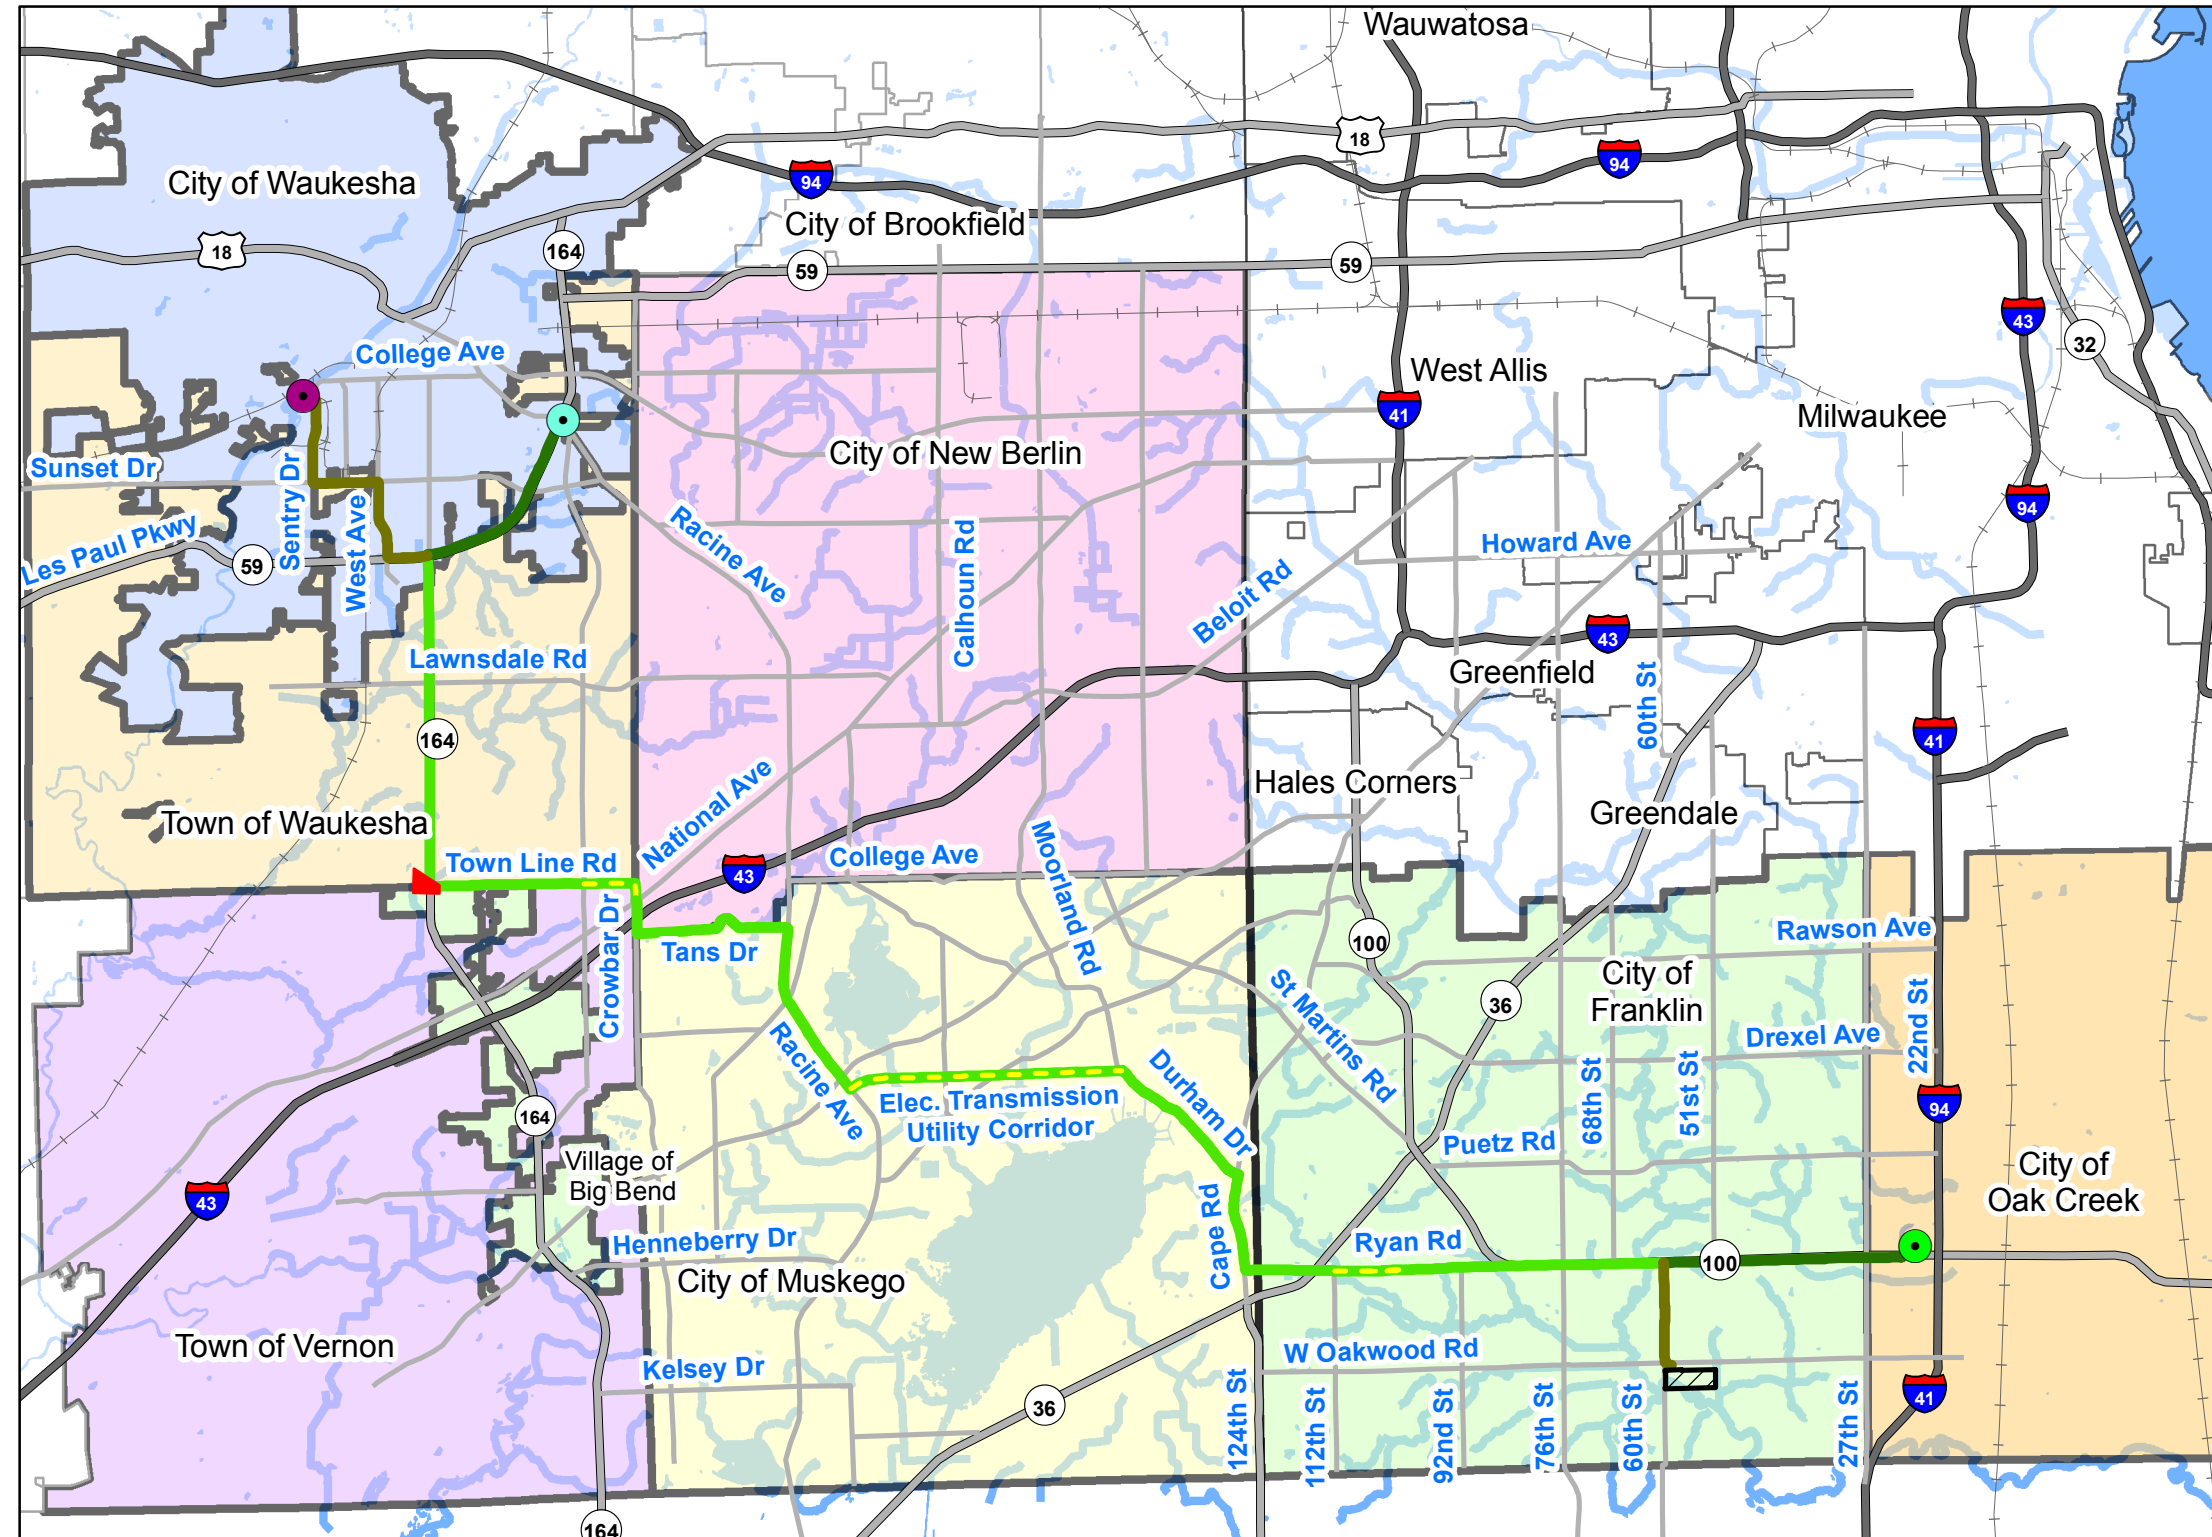 Wauwatosa
18
94
94
City of Waukesha
City of Brookfield
18
164
59
59
43
32
College Ave
West Allis
41
Milwaukee
City of New Berlin
Sunset Dr
Sentry Dr
West Ave
Les Paul Pkwy
59
Racine Ave
Calhoun Rd
Beloit Rd
Howard Ave
94
43
Lawnsdale Rd
Greenfield
60th St
164
41
Hales Corners
Greendale
Town of Waukesha
National Ave
Town Line Rd
43
College Ave
Moorland Rd
Crowbar Dr
Tans Dr
100
Rawson Ave
City of
Franklin
36
22nd St
St Martins Rd
Drexel Ave
Racine Ave
Elec. Transmission
Utility Corridor
Durham Dr
68th St
51st St
94
164
Puetz Rd
Village of
Big Bend
City of
Oak Creek
43
Cape Rd
Henneberry Dr
Ryan Rd
100
City of Muskego
Town of Vernon
W Oakwood Rd
Kelsey Dr
36
41
124th St
112th St
92nd St
76th St
60th St
27th St
164